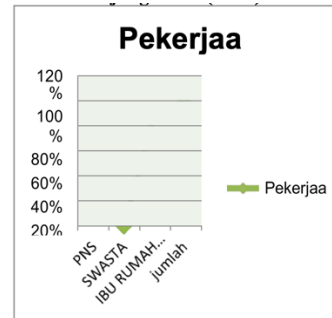 Pekerjaa
120
%
100
%
80%
60%
40%
20%
PNS
SWASTA
IBU RUMAH...
jumlah
Pekerjaa